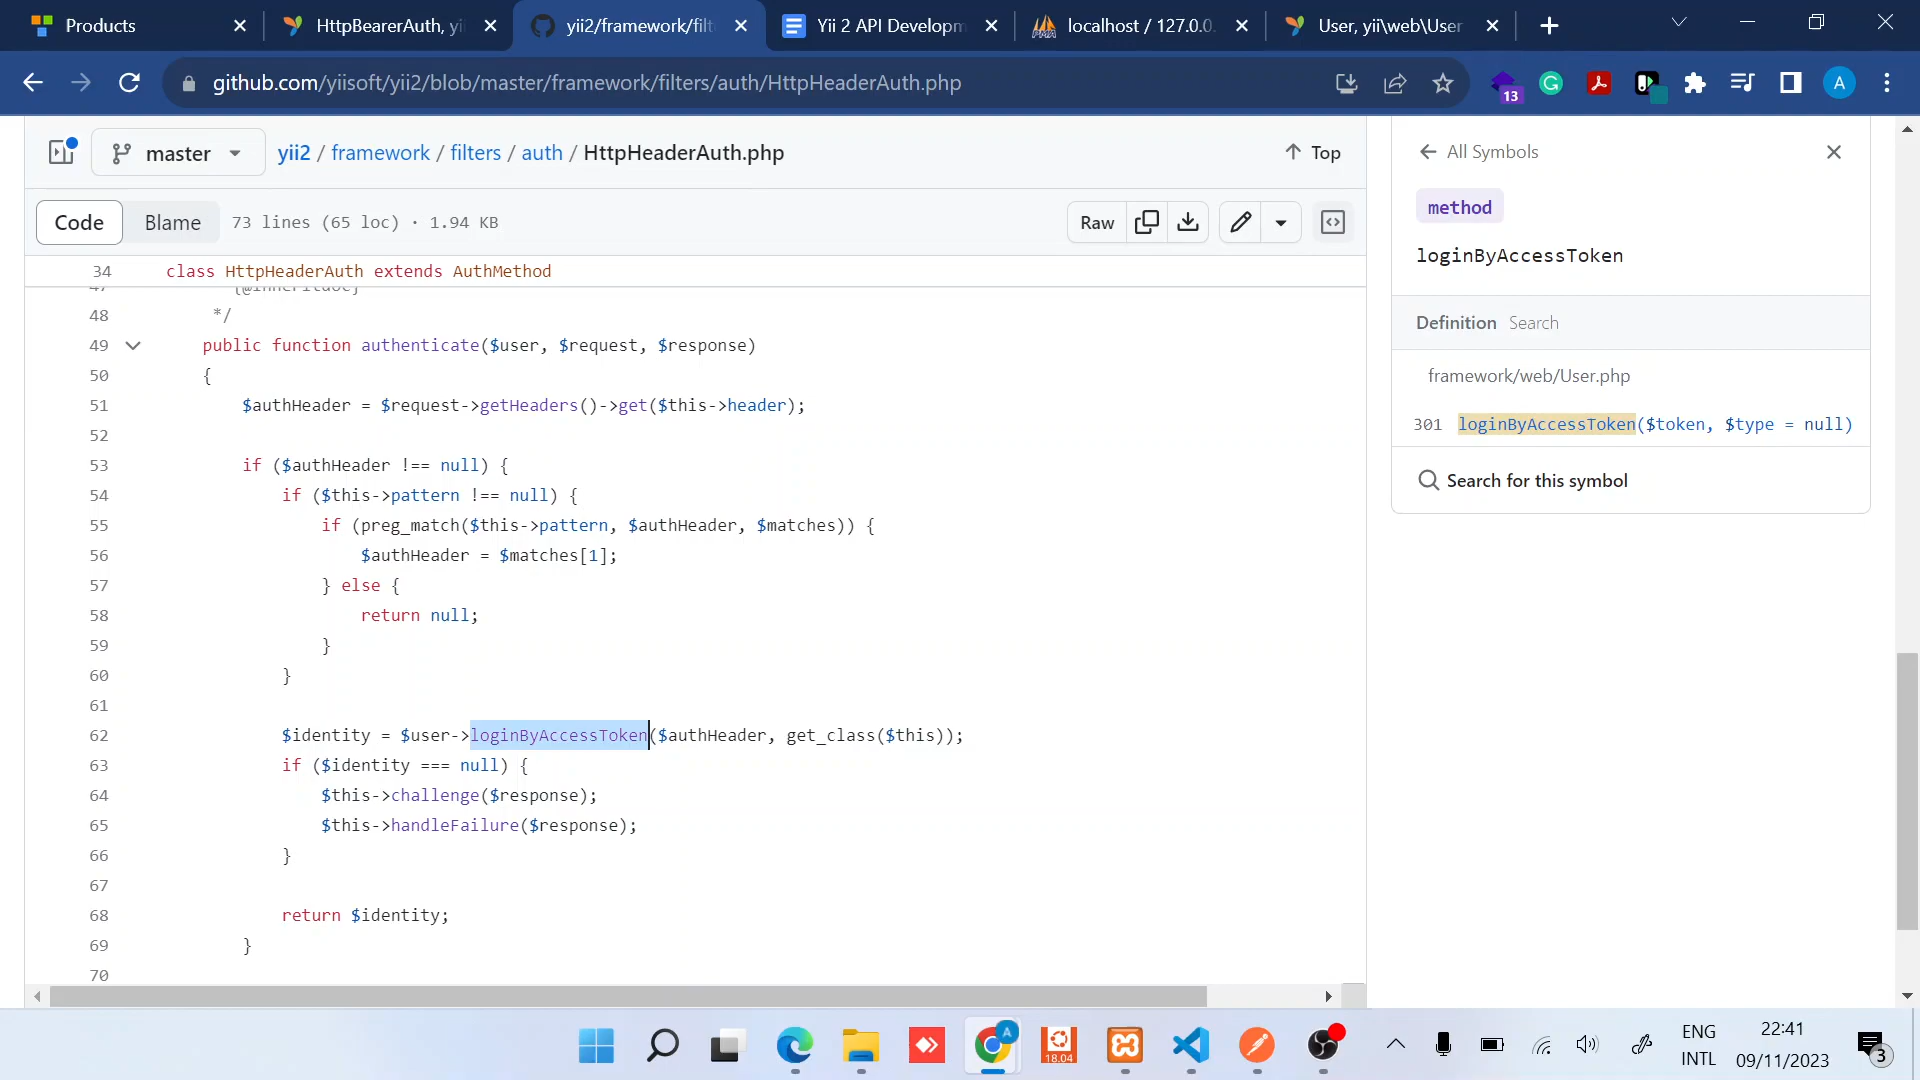 Products
HttpBearerAuth, yi
yii2/framework/filt
Yii 2 API Developm
localhost / 127.0.0.
User, yii\web\User
github.com/yiisoft/yii2/blob/master/framework/filters/auth/HttpHeaderAuth.php
13
A
master
yii2 / framework / filters / auth / HttpHeaderAuth.php
Top
Code
Blame
73 lines (65 loc) · 1.94 KB
Raw
34 class HttpHeaderAuth extends AuthMethod
47 {@inheritdoc}
48 */
49 public function authenticate($user, $request, $response)
50 {
51 $authHeader = $request->getHeaders()->get($this->header);
52
53 if ($authHeader !== null) {
54 if ($this->pattern !== null) {
55 if (preg_match($this->pattern, $authHeader, $matches)) {
56 $authHeader = $matches[1];
57 } else {
58 return null;
59 }
60 }
61
62 $identity = $user->loginByAccessToken($authHeader, get_class($this));
63 if ($identity === null) {
64 $this->challenge($response);
65 $this->handleFailure($response);
66 }
67
68 return $identity;
69 }
70
All Symbols
method
loginByAccessToken
Definition Search
framework/web/User.php
301 loginByAccessToken($token, $type = null)
Search for this symbol
A
18.04
ENG
INTL
22:41
09/11/2023
3